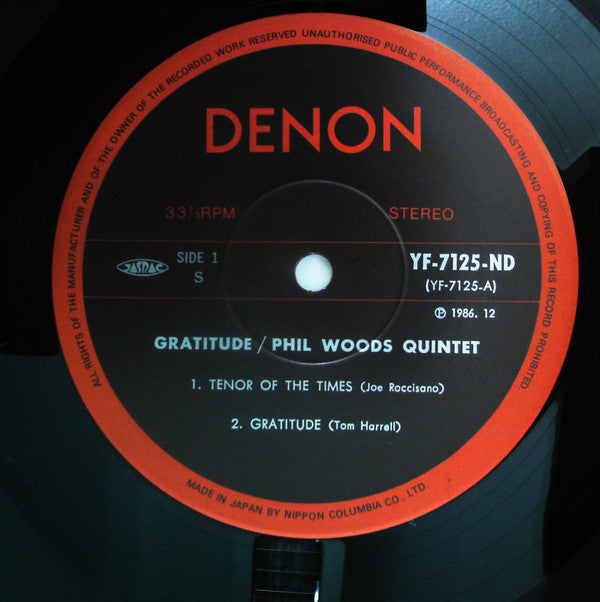 ALL RIGHTS OF THE MANUFACTURER AND OF THE OWNER OF THE RECORDED WORK RESERVED UNAUTHORISED PUBLIC PERFORMANCE BROADCASTING AND COPYING OF THIS RECORD PROHIBITED
DENON
33⅓RPM STEREO
JASRAC SIDE 1 YF-7125-ND
S (YF-7125-A)
℗ 1986. 12
GRATITUDE / PHIL WOODS QUINTET
1. TENOR OF THE TIMES (Joe Roccisano)
2. GRATITUDE (Tom Harrell)
MADE IN JAPAN BY NIPPON COLUMBIA CO., LTD.